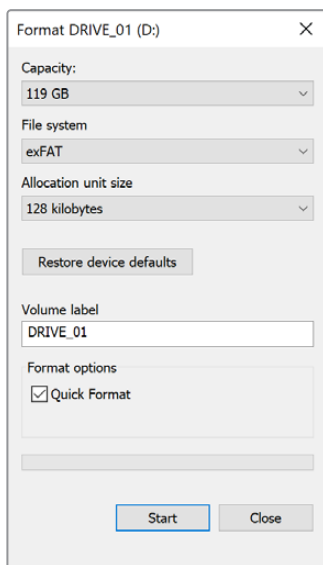 Format DRIVE_01 (D:)
Capacity:
119 GB
File system
exFAT
Allocation unit size
128 kilobytes
Restore device defaults
Volume label
DRIVE_01
Format options
Quick Format
Start Close